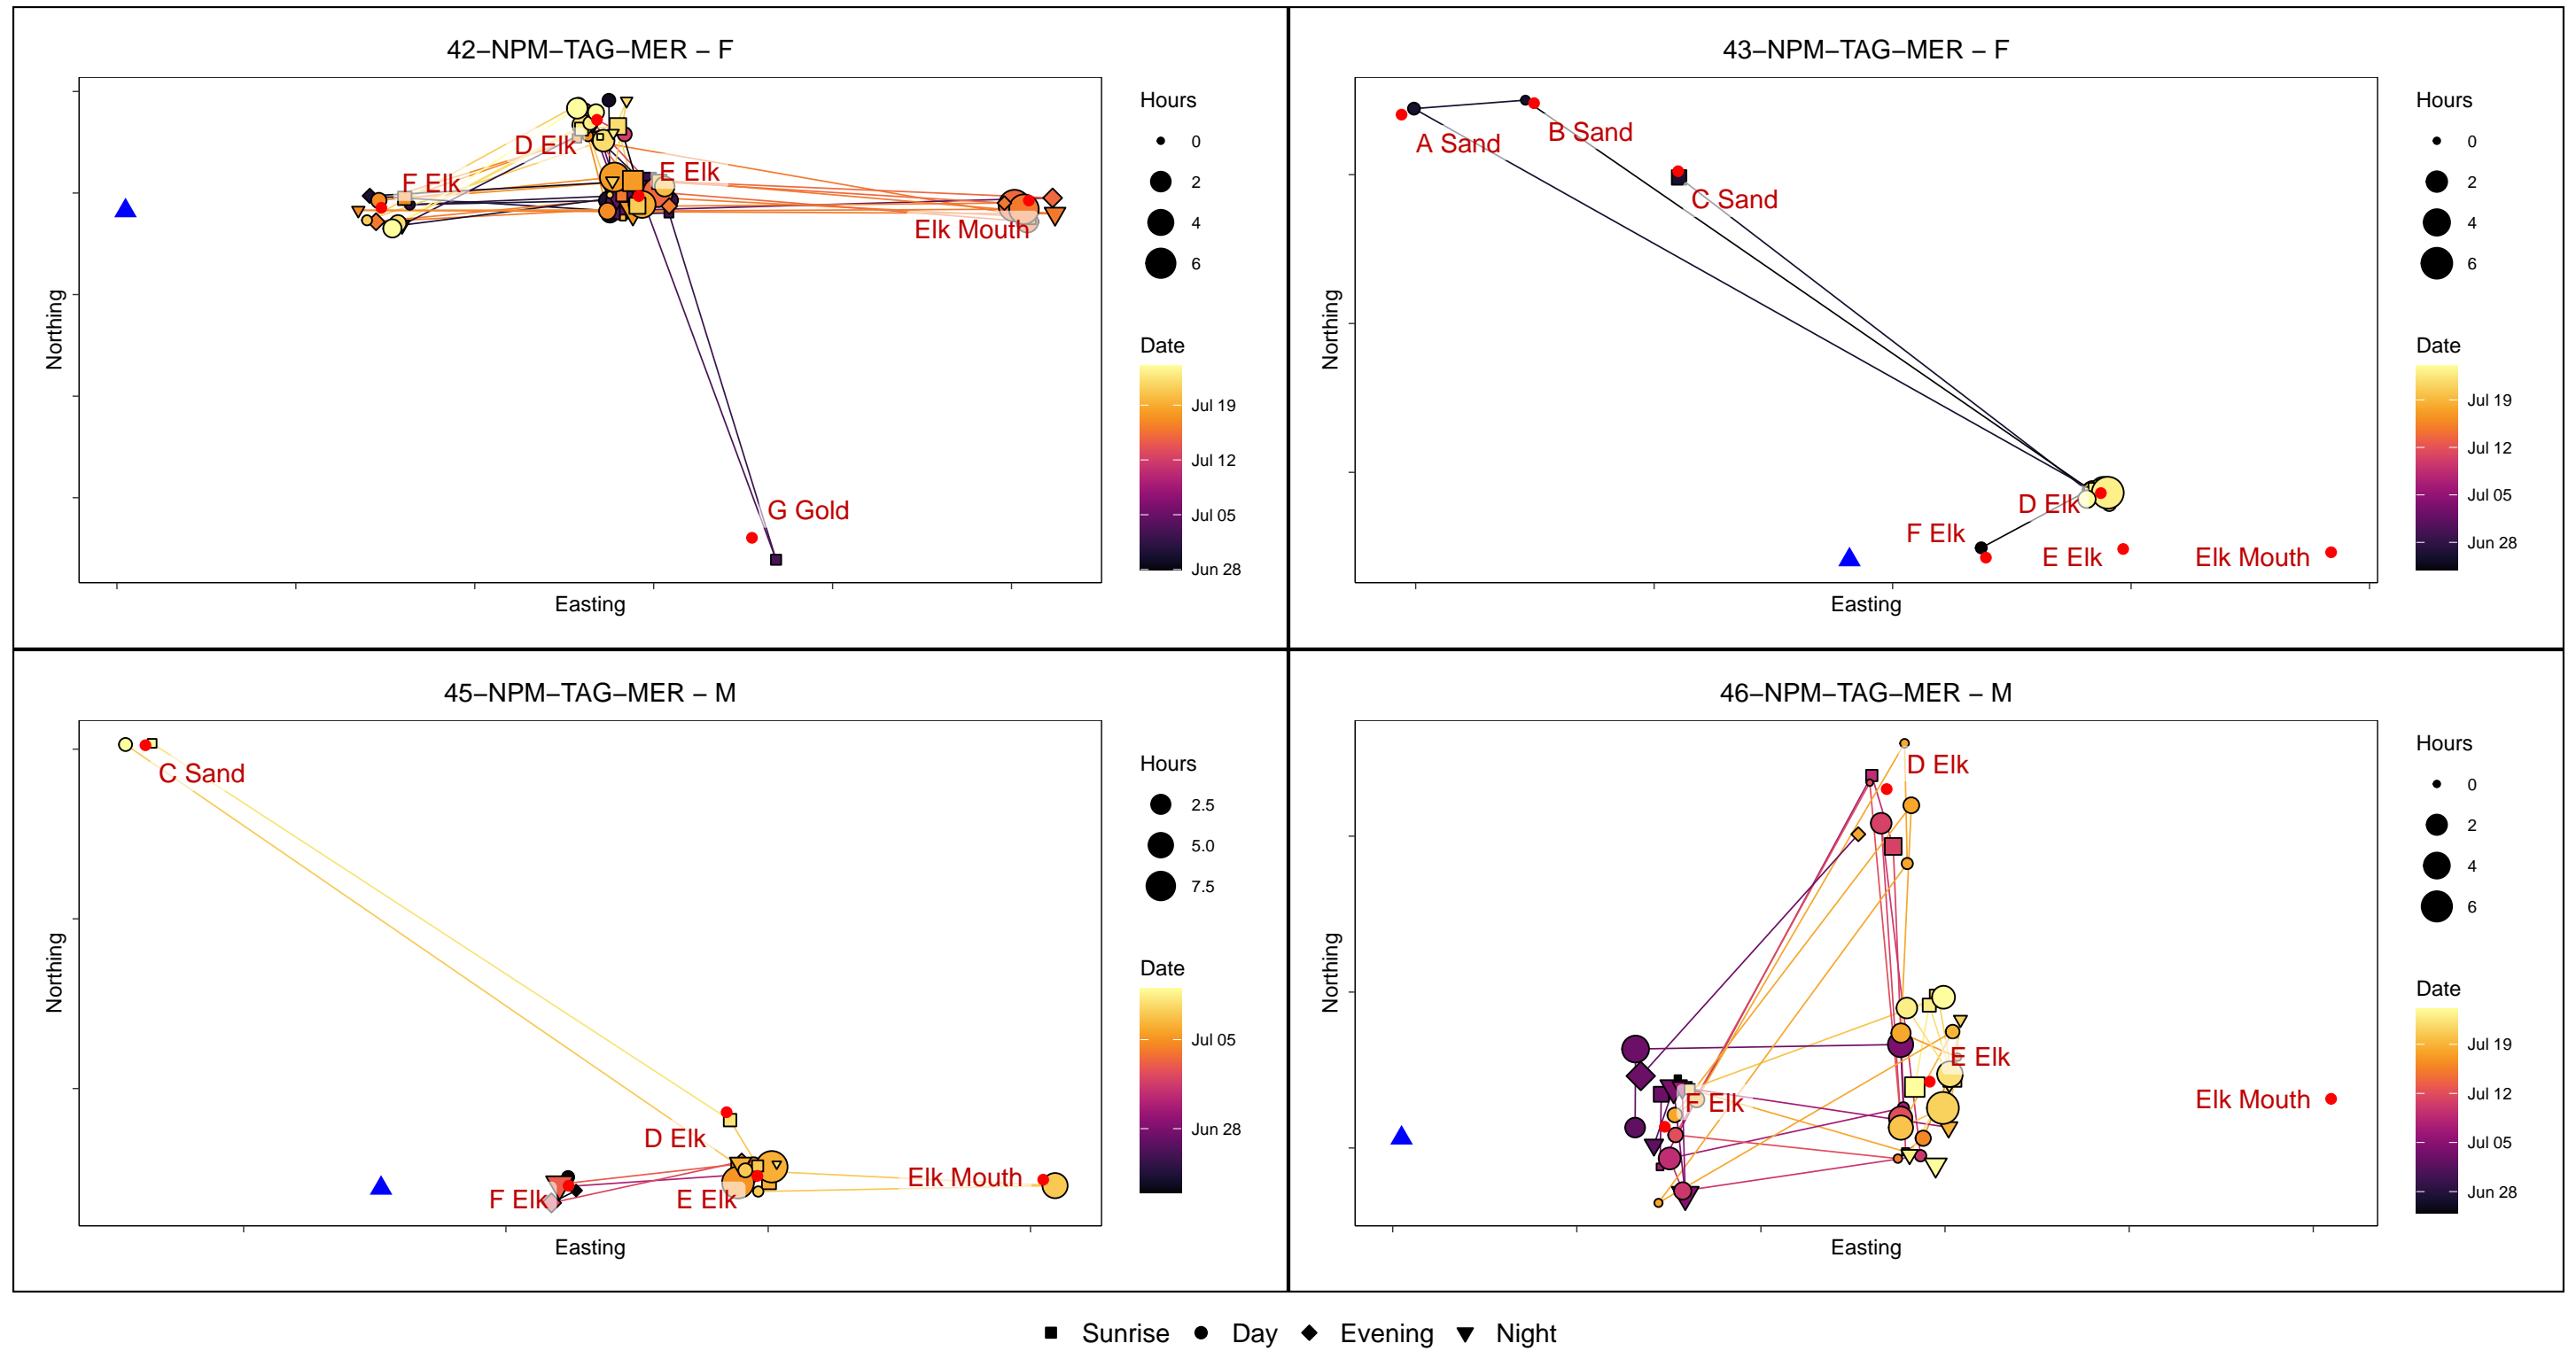 42–NPM–TAG–MER – F
D Elk
E Elk
F Elk
Elk Mouth
G Gold
Northing
Easting
Hours
0
2
4
6
Date
Jul 19
Jul 12
Jul 05
Jun 28
43–NPM–TAG–MER – F
A Sand
B Sand
C Sand
D Elk
F Elk
E Elk
Elk Mouth
Northing
Easting
Hours
0
2
4
6
Date
Jul 19
Jul 12
Jul 05
Jun 28
45–NPM–TAG–MER – M
C Sand
D Elk
Elk Mouth
F Elk
E Elk
Northing
Easting
Hours
2.5
5.0
7.5
Date
Jul 05
Jun 28
46–NPM–TAG–MER – M
D Elk
E Elk
F Elk
Elk Mouth
Northing
Easting
Hours
0
2
4
6
Date
Jul 19
Jul 12
Jul 05
Jun 28
Sunrise Day Evening Night